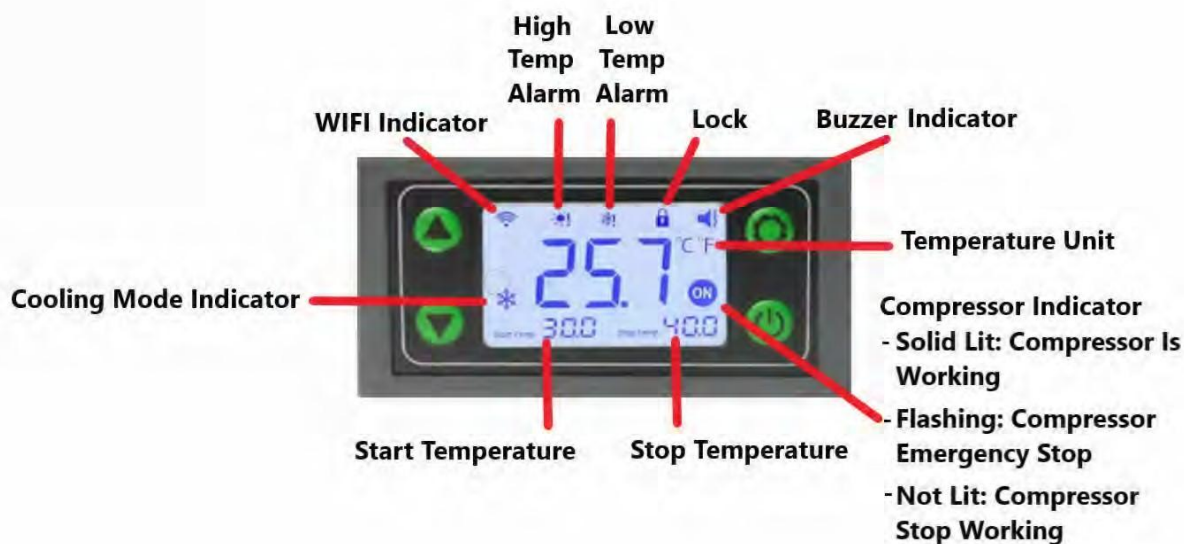 High Low
Temp Temp
Alarm Alarm
WIFI Indicator
Lock
Buzzer Indicator
25.7
°C °F
Temperature Unit
Cooling Mode Indicator
ON
Compressor Indicator
- Solid Lit: Compressor Is
Working
30.0
40.0
- Flashing: Compressor
Emergency Stop
Start Temperature
Stop Temperature
- Not Lit: Compressor
Stop Working